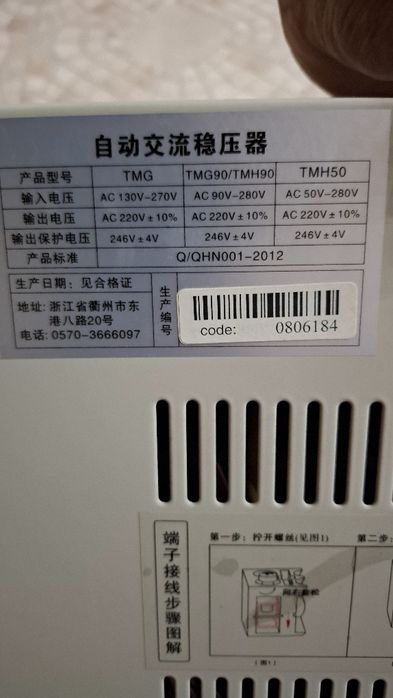 自动交流稳压器
产品型号 TMG TMG90/TMH90 TMH50
输入电压 AC 130V-270V AC 90V-280V AC 50V-280V
输出电压 AC 220V±10% AC 220V±10% AC 220V±10%
输出保护电压 246V±4V 246V±4V 246V±4V
产品标准 Q/QHN001-2012
生产日期：见合格证
地址：浙江省衢州市东
港八路20号
电话：0570-3666097
生产编号
code: 0806184
端子接线步骤图解
第一步：拧开螺丝(见图1)
第二步：
(图1)